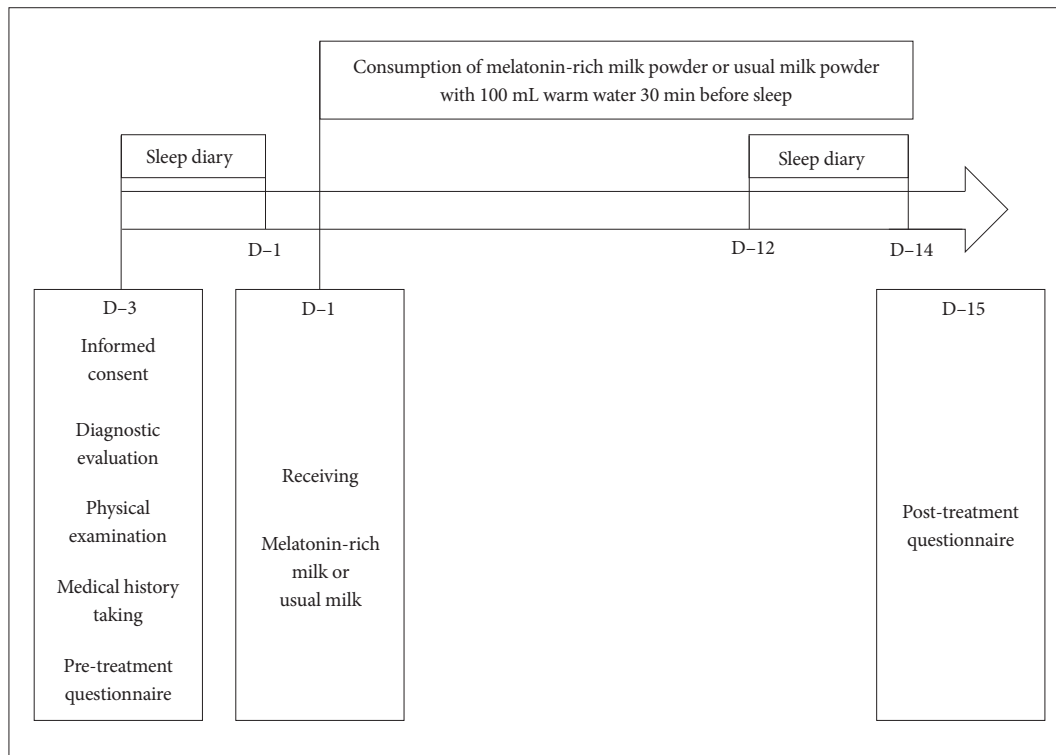 Consumption of melatonin-rich milk powder or usual milk powder
with 100 mL warm water 30 min before sleep
Sleep diary
Sleep diary
D–1
D–12
D–14
D–3
Informed
consent
Diagnostic
evaluation
Physical
examination
Medical history
taking
Pre-treatment
questionnaire
D–1
Receiving
Melatonin-rich
milk or
usual milk
D–15
Post-treatment
questionnaire